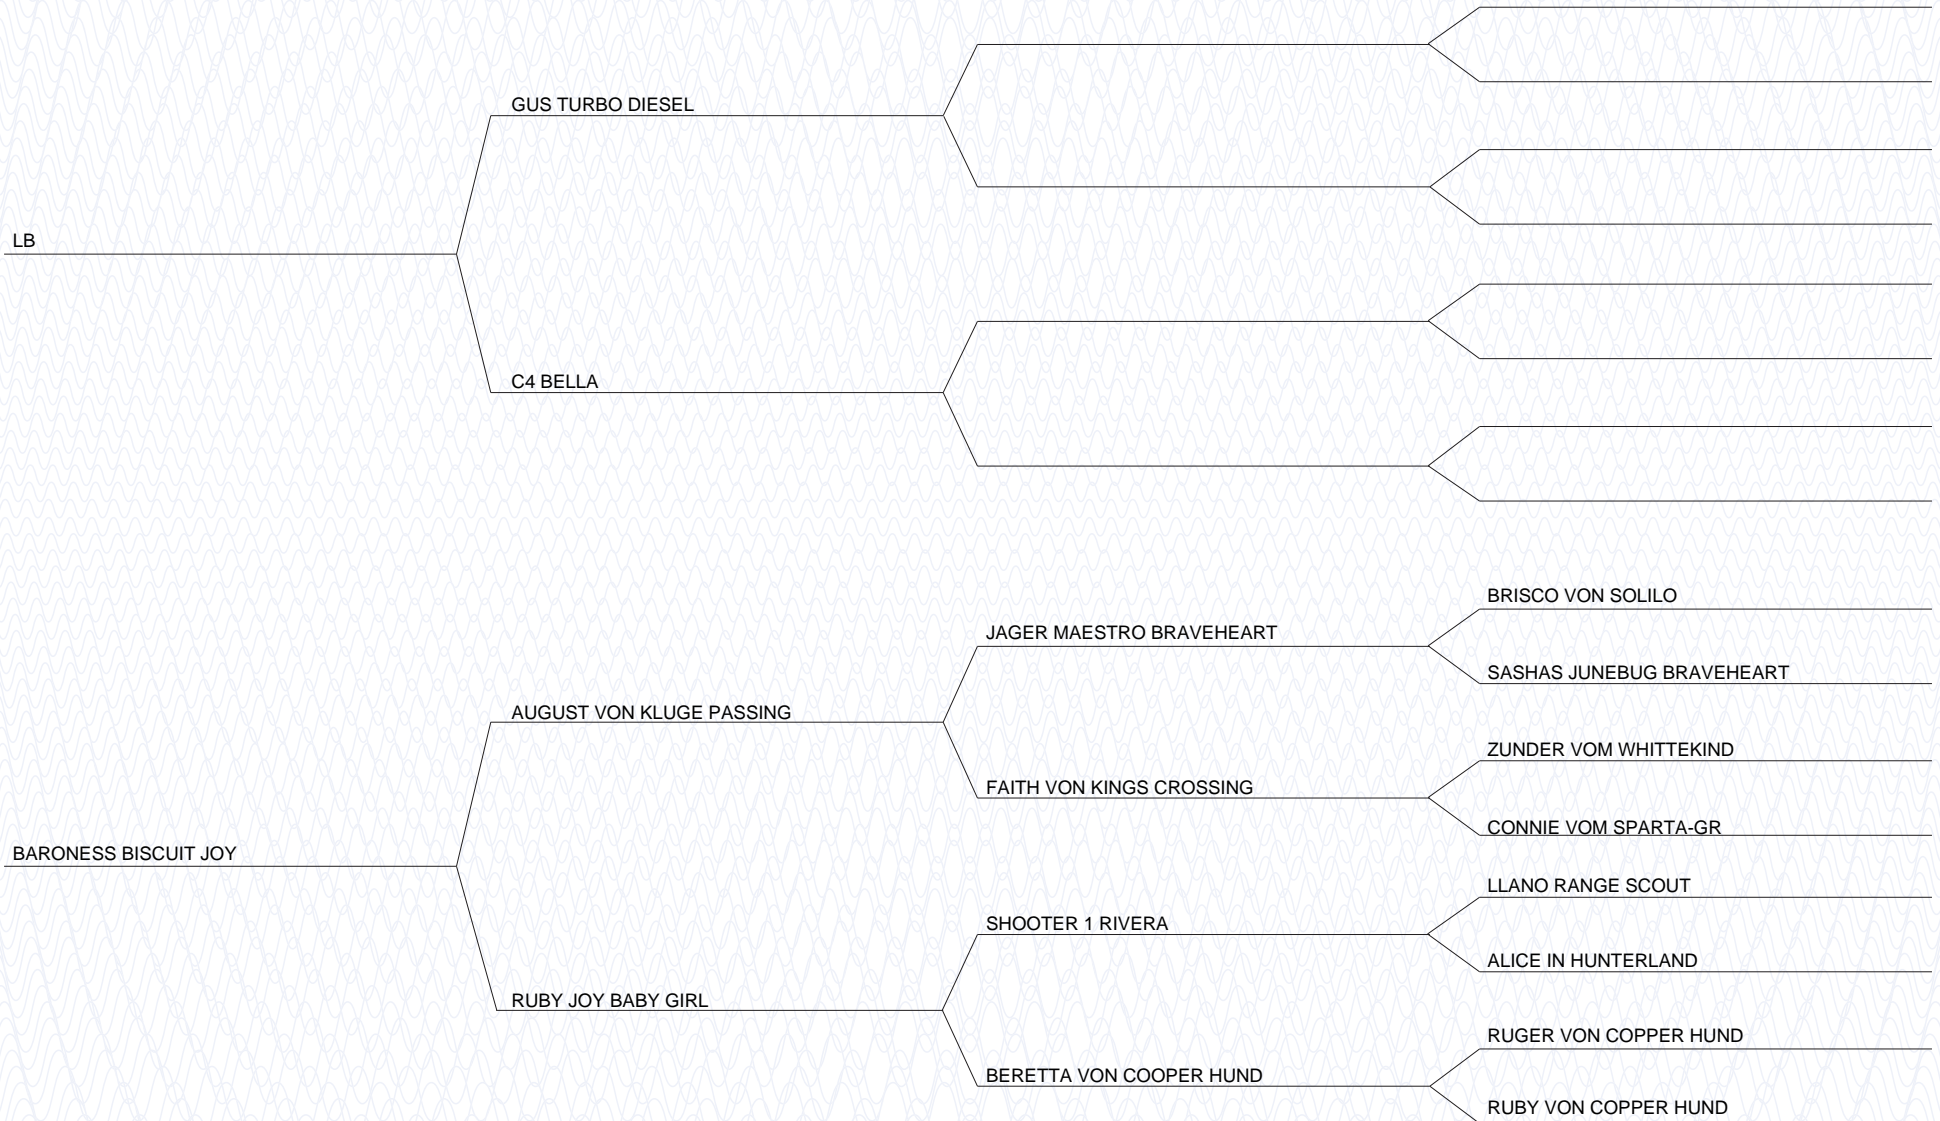 GUS TURBO DIESEL
LB
C4 BELLA
BRISCO VON SOLILO
JAGER MAESTRO BRAVEHEART
SASHAS JUNEBUG BRAVEHEART
AUGUST VON KLUGE PASSING
ZUNDER VOM WHITTEKIND
FAITH VON KINGS CROSSING
CONNIE VOM SPARTA-GR
BARONESS BISCUIT JOY
LLANO RANGE SCOUT
SHOOTER 1 RIVERA
ALICE IN HUNTERLAND
RUBY JOY BABY GIRL
RUGER VON COPPER HUND
BERETTA VON COOPER HUND
RUBY VON COPPER HUND